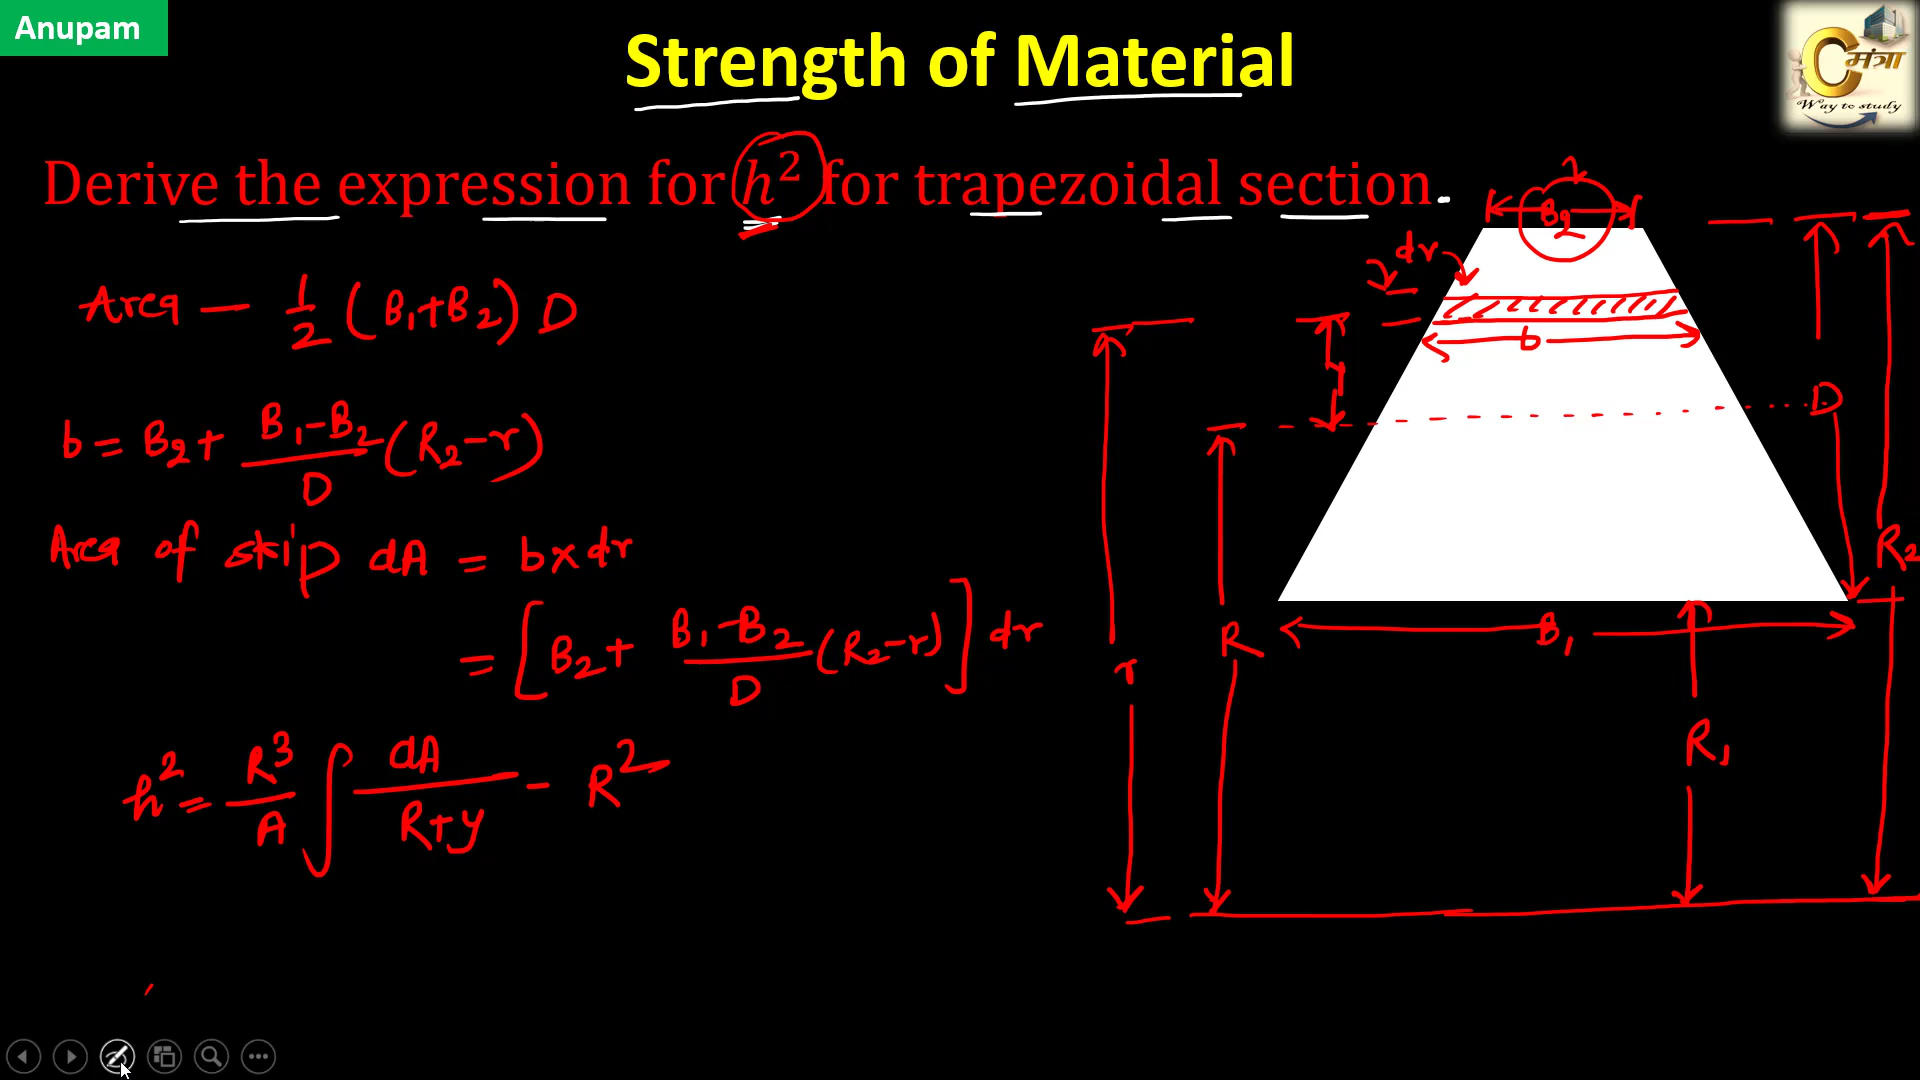 Anupam
Strength of Material
C मंत्रा
Way to study
Derive the expression for h² for trapezoidal section.
Area — 1/2 (B₁+B₂) D
b = B₂ + (B₁-B₂)/D (R₂-r)
Area of skip dA = b x dr
= [B₂ + (B₁-B₂)/D (R₂-r)] dr
h² = R³/A ∫ dA/(R+y) - R²
B₂
dr
b
y
D
R₂
r
R
B₁
R₁